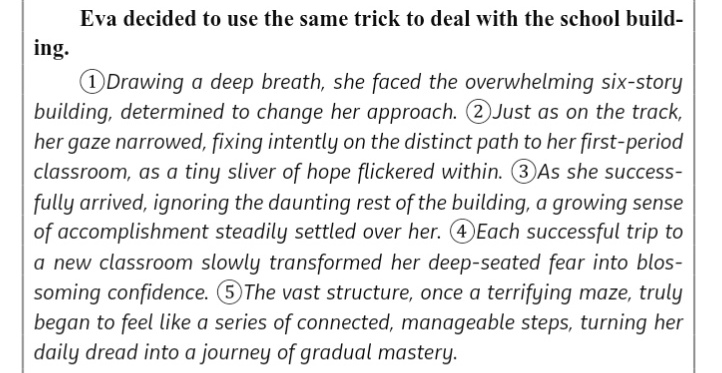 Eva decided to use the same trick to deal with the school build-
ing.
①Drawing a deep breath, she faced the overwhelming six-story
building, determined to change her approach. ②Just as on the track,
her gaze narrowed, fixing intently on the distinct path to her first-period
classroom, as a tiny sliver of hope flickered within. ③As she success-
fully arrived, ignoring the daunting rest of the building, a growing sense
of accomplishment steadily settled over her. ④Each successful trip to
a new classroom slowly transformed her deep-seated fear into blos-
soming confidence. ⑤The vast structure, once a terrifying maze, truly
began to feel like a series of connected, manageable steps, turning her
daily dread into a journey of gradual mastery.